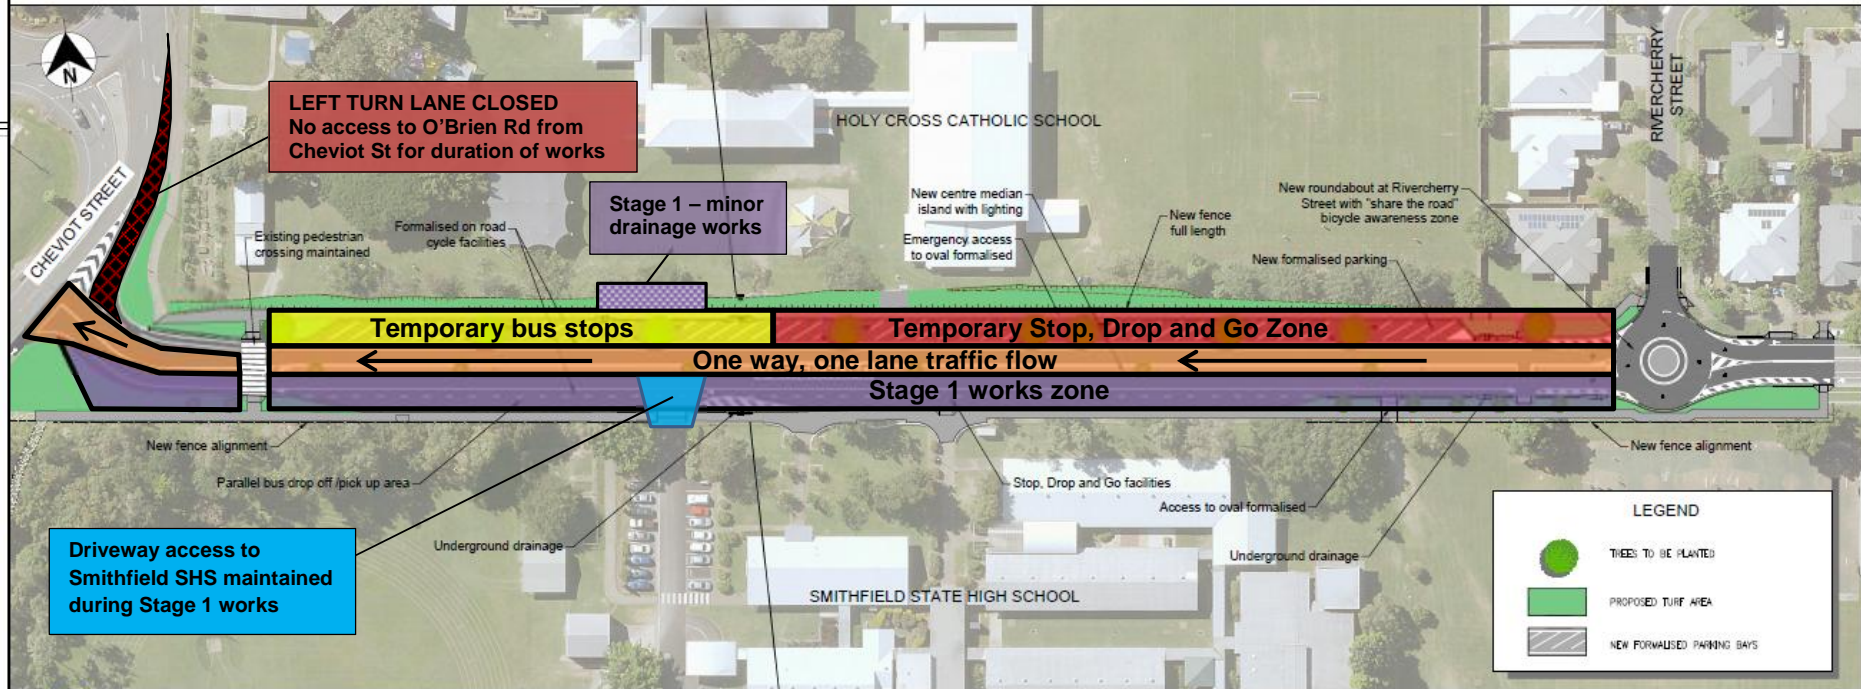 N
LEFT TURN LANE CLOSED
No access to O’Brien Rd from
Cheviot St for duration of works
CHEVIOT STREET
HOLY CROSS CATHOLIC SCHOOL
RIVERCHERRY
STREET
Stage 1 – minor
drainage works
Existing pedestrian
crossing maintained
Formalised on road
cycle facilities
New centre median
island with lighting
Emergency access
to oval formalised
New fence
full length
New roundabout at Rivercherry
Street with "share the road"
bicycle awareness zone
New formalised parking
Temporary bus stops
Temporary Stop, Drop and Go Zone
One way, one lane traffic flow
Stage 1 works zone
New fence alignment
Parallel bus drop off /pick up area
Underground drainage
Stop, Drop and Go facilities
Access to oval formalised
Underground drainage
New fence alignment
Driveway access to
Smithfield SHS maintained
during Stage 1 works
SMITHFIELD STATE HIGH SCHOOL
LEGEND
TREES TO BE PLANTED
PROPOSED TURF AREA
NEW FORMALISED PARKING BAYS